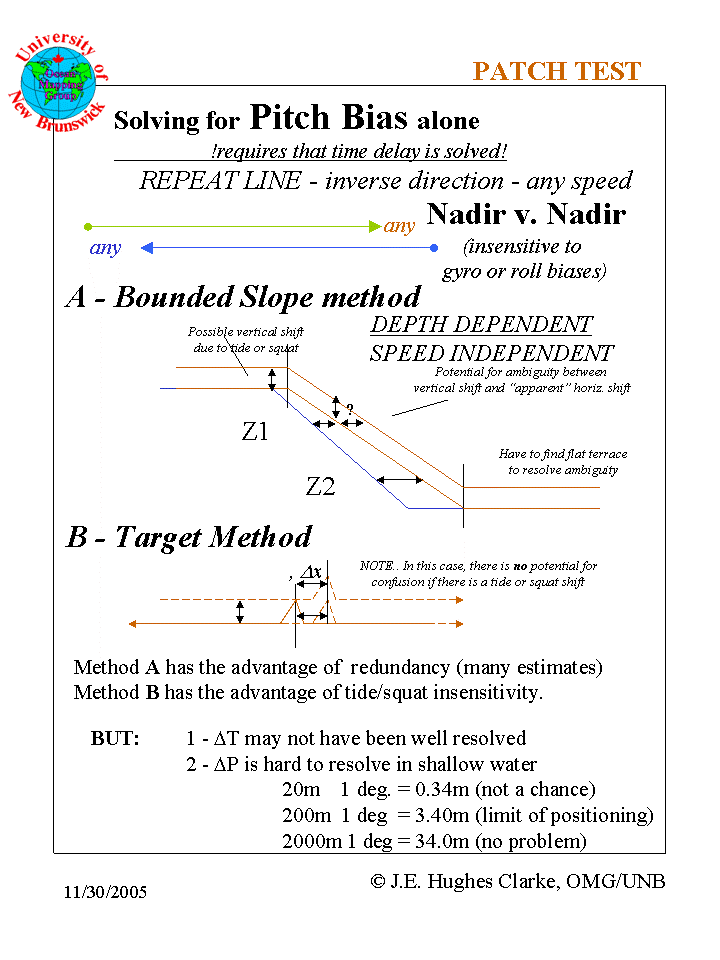 University of
Ocean
Mapping
Group
New Brunswick
PATCH TEST
Solving for Pitch Bias alone
!requires that time delay is solved!
REPEAT LINE - inverse direction - any speed
any
Nadir v. Nadir
any
(insensitive to
gyro or roll biases)
A - Bounded Slope method
Possible vertical shift
due to tide or squat
DEPTH DEPENDENT
SPEED INDEPENDENT
Potential for ambiguity between
vertical shift and “apparent” horiz. shift
?
Z1
Have to find flat terrace
to resolve ambiguity
Z2
B - Target Method
, Δx
NOTE.. In this case, there is no potential for
confusion if there is a tide or squat shift
Method A has the advantage of redundancy (many estimates)
Method B has the advantage of tide/squat insensitivity.
BUT: 1 - ΔT may not have been well resolved
2 - ΔP is hard to resolve in shallow water
20m 1 deg. = 0.34m (not a chance)
200m 1 deg = 3.40m (limit of positioning)
2000m 1 deg = 34.0m (no problem)
11/30/2005
© J.E. Hughes Clarke, OMG/UNB